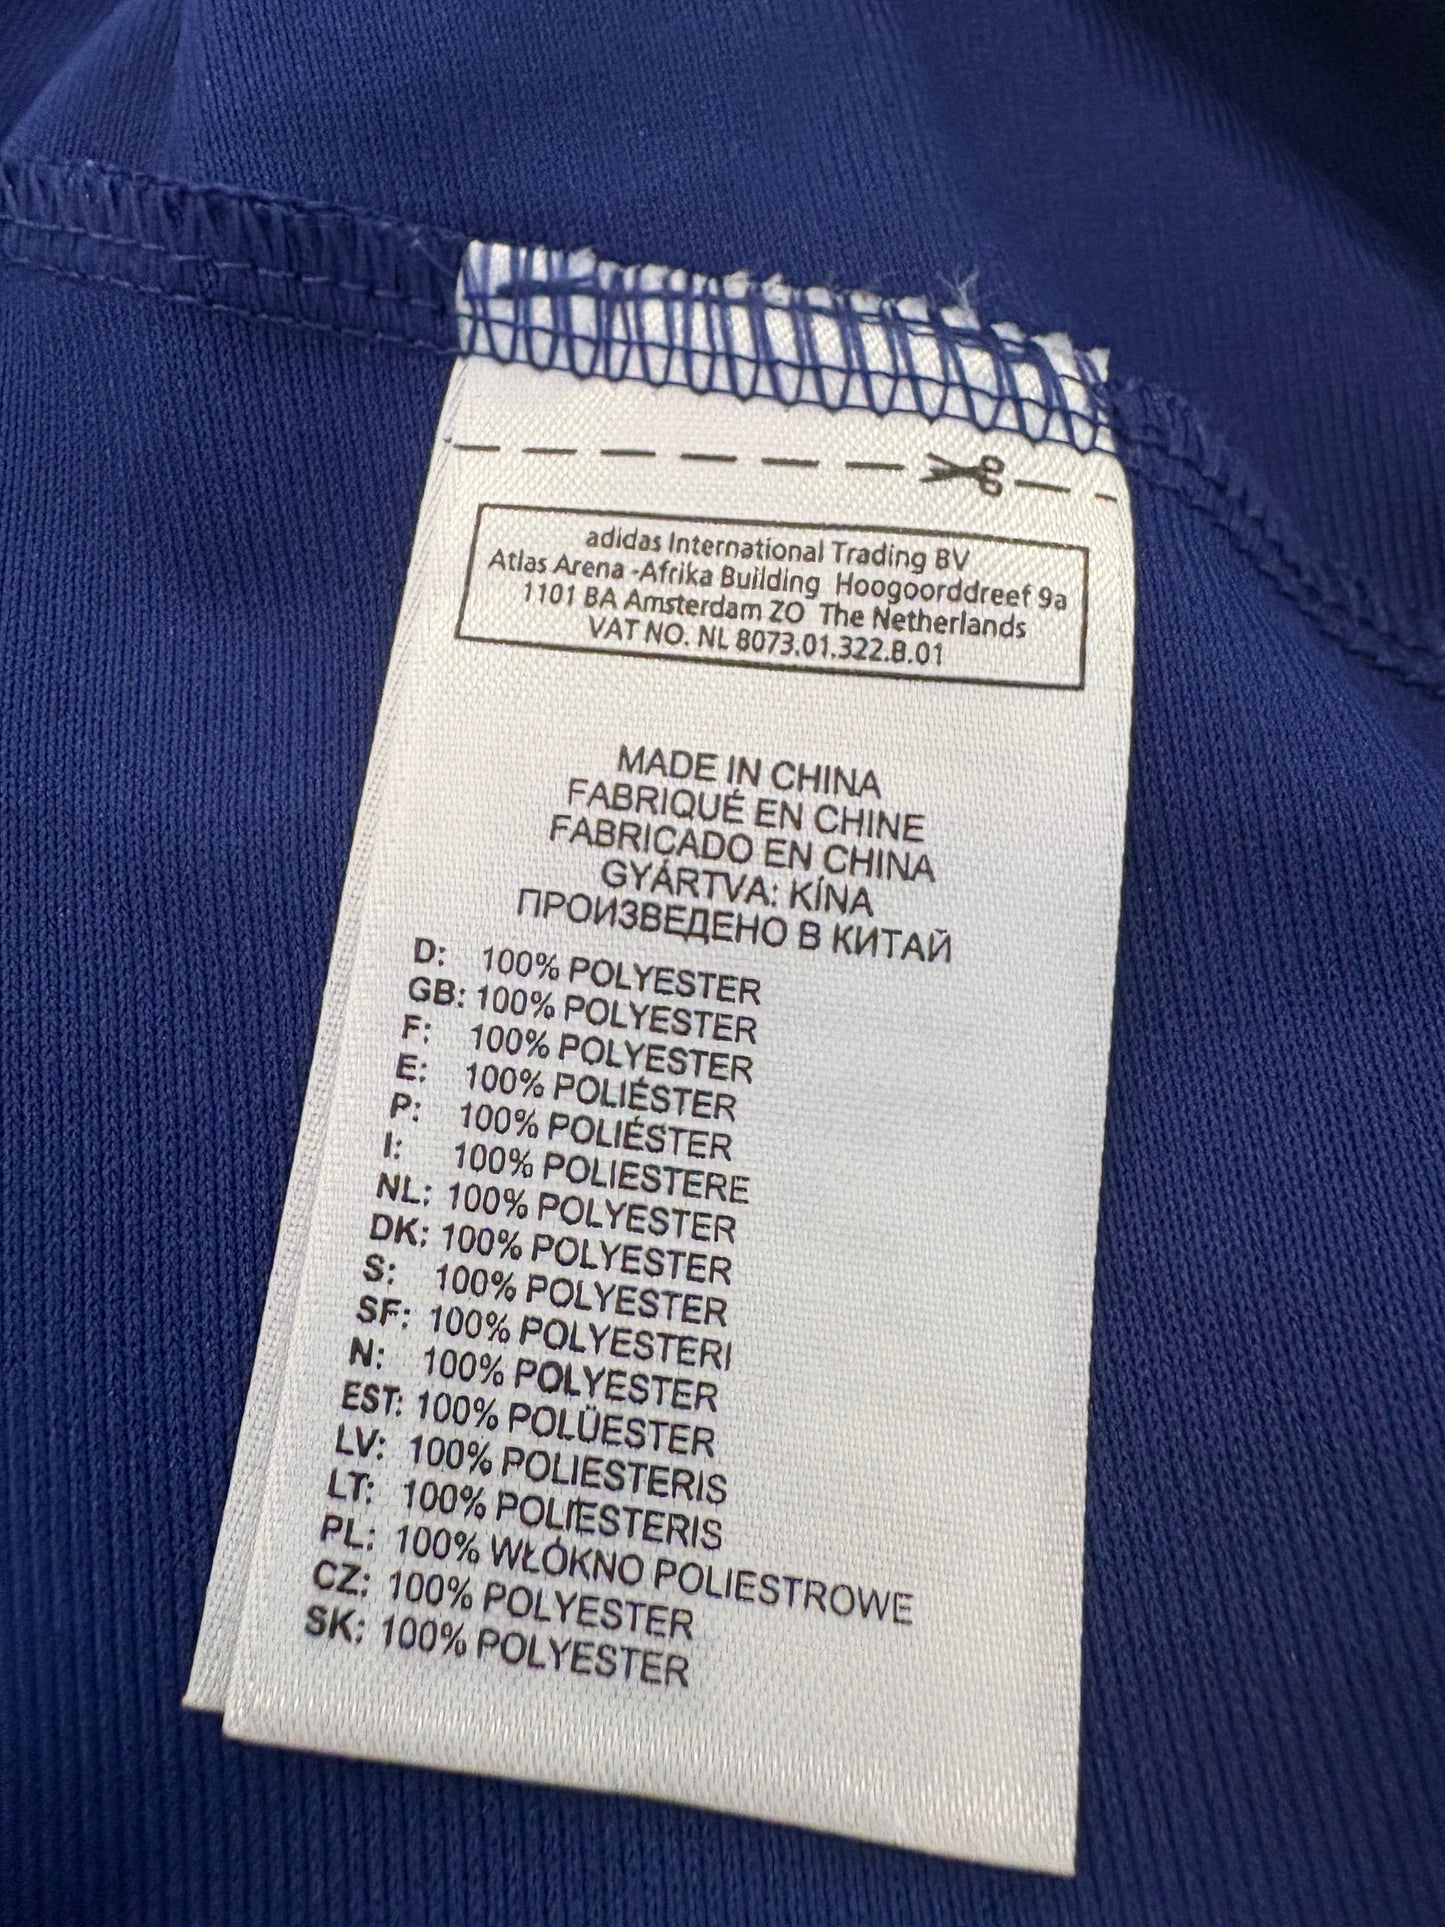 adidas International Trading BV
Atlas Arena -Afrika Building Hoogoorddreef 9a
1101 BA Amsterdam ZO The Netherlands
VAT NO. NL 8073.01.322.B.01
MADE IN CHINA
FABRIQUÉ EN CHINE
FABRICADO EN CHINA
GYÁRTVA: KÍNA
ПРОИЗВЕДЕНО В КИТАЙ
D: 100% POLYESTER
GB: 100% POLYESTER
F: 100% POLYESTER
E: 100% POLIÉSTER
P: 100% POLIÉSTER
I: 100% POLIESTERE
NL: 100% POLYESTER
DK: 100% POLYESTER
S: 100% POLYESTER
SF: 100% POLYESTERI
N: 100% POLYESTER
EST: 100% POLÜESTER
LV: 100% POLIESTERIS
LT: 100% POLIESTERIS
PL: 100% WŁÓKNO POLIESTROWE
CZ: 100% POLYESTER
SK: 100% POLYESTER